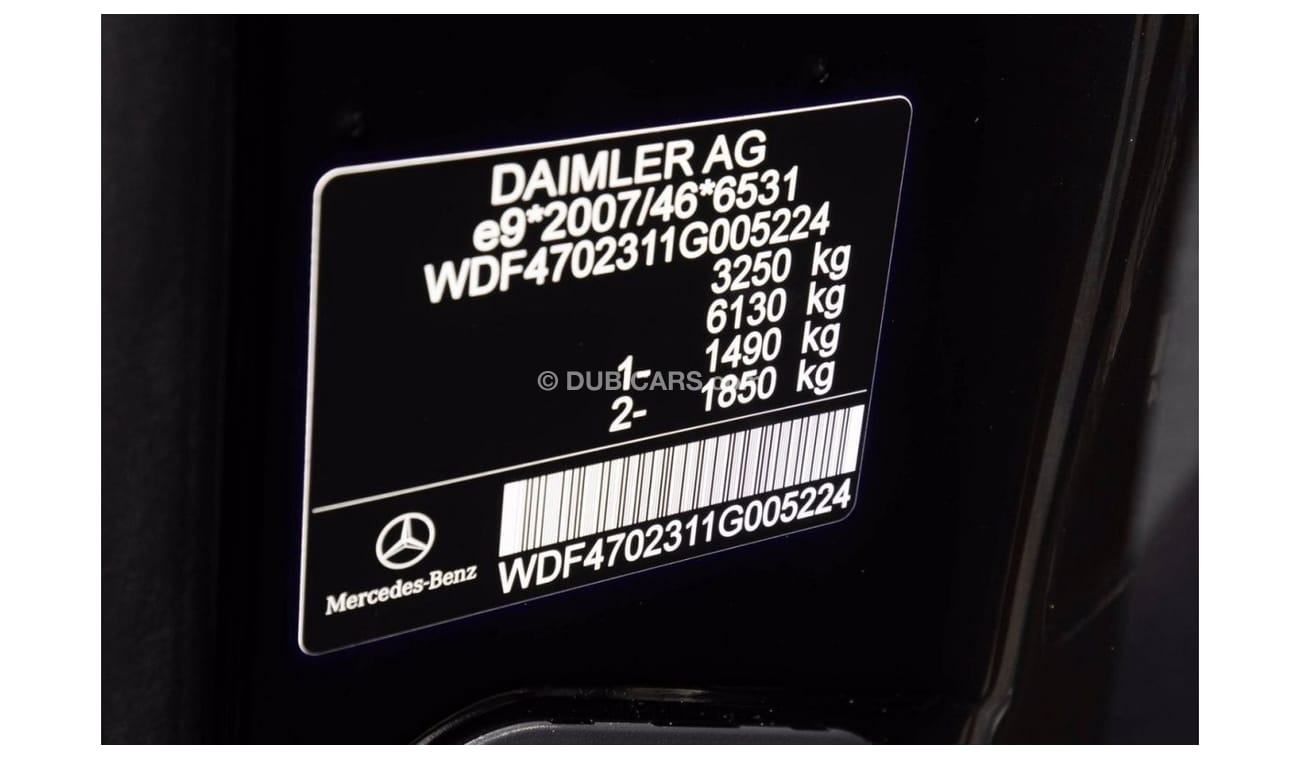 DAIMLER AG
e9*2007/46*6531
WDF4702311G005224
3250 kg
6130 kg
1- 1490 kg
2- 1850 kg
© DUBICARS.com
Mercedes-Benz
WDF4702311G005224